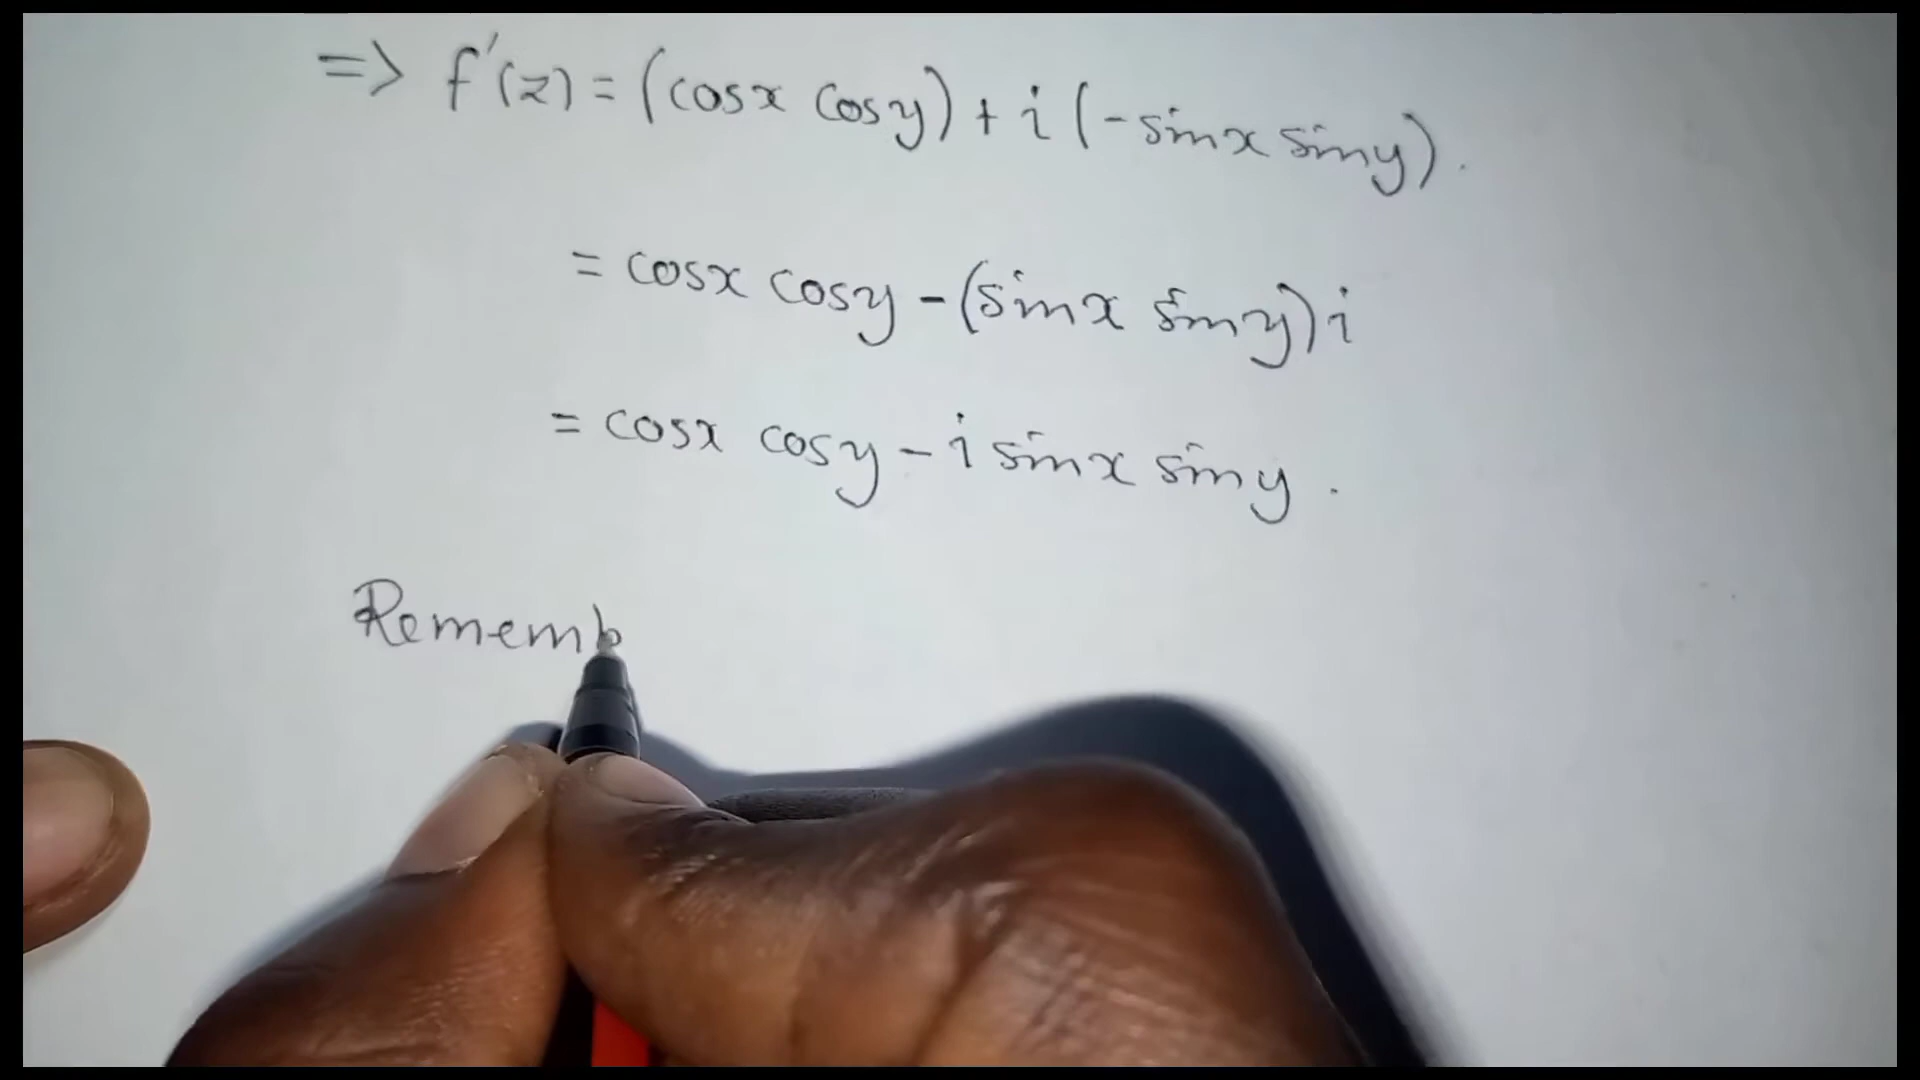 => f'(z) = (cosx cosy) + i (-sinx siny).
= cosx cosy - (sinx siny) i
= cosx cosy - i sinx siny.
Rememb